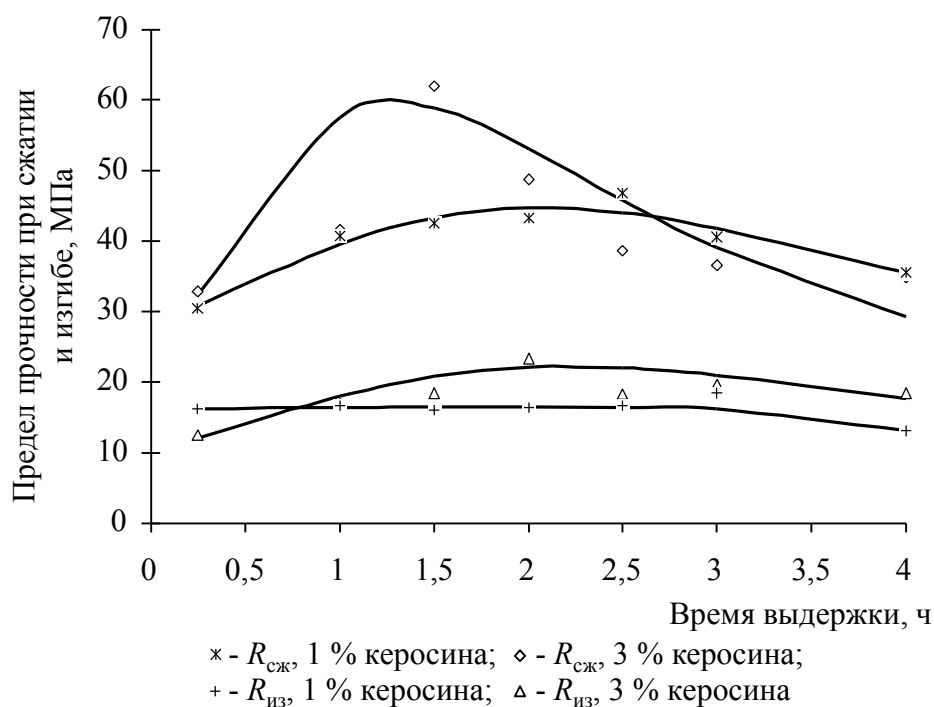 Предел прочности при сжатии
и изгибе, МПа
70
60
50
40
30
20
10
0
0 0,5 1 1,5 2 2,5 3 3,5 4
Время выдержки, ч
- Rсж, 1 % керосина; - Rсж, 3 % керосина;
- Rиз, 1 % керосина; - Rиз, 3 % керосина